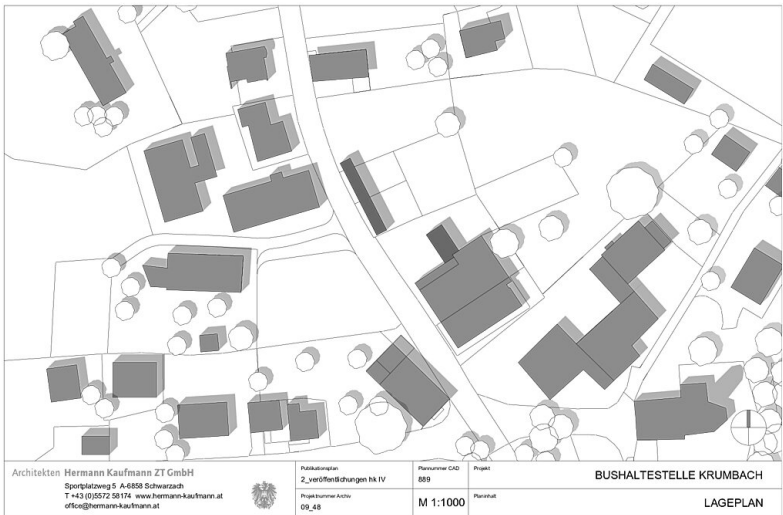 Architekten Hermann Kaufmann ZT GmbH
Sportplatzweg 5 A-6858 Schwarzach
T +43 (0)5572 58174 www.hermann-kaufmann.at
office@hermann-kaufmann.at
Publikationsplan
2_veröffentlichungen hk IV
Projektnummer Archiv
09_48
Plannummer CAD
889
M 1:1000
Projekt
BUSHALTESTELLE KRUMBACH
Planinhalt
LAGEPLAN